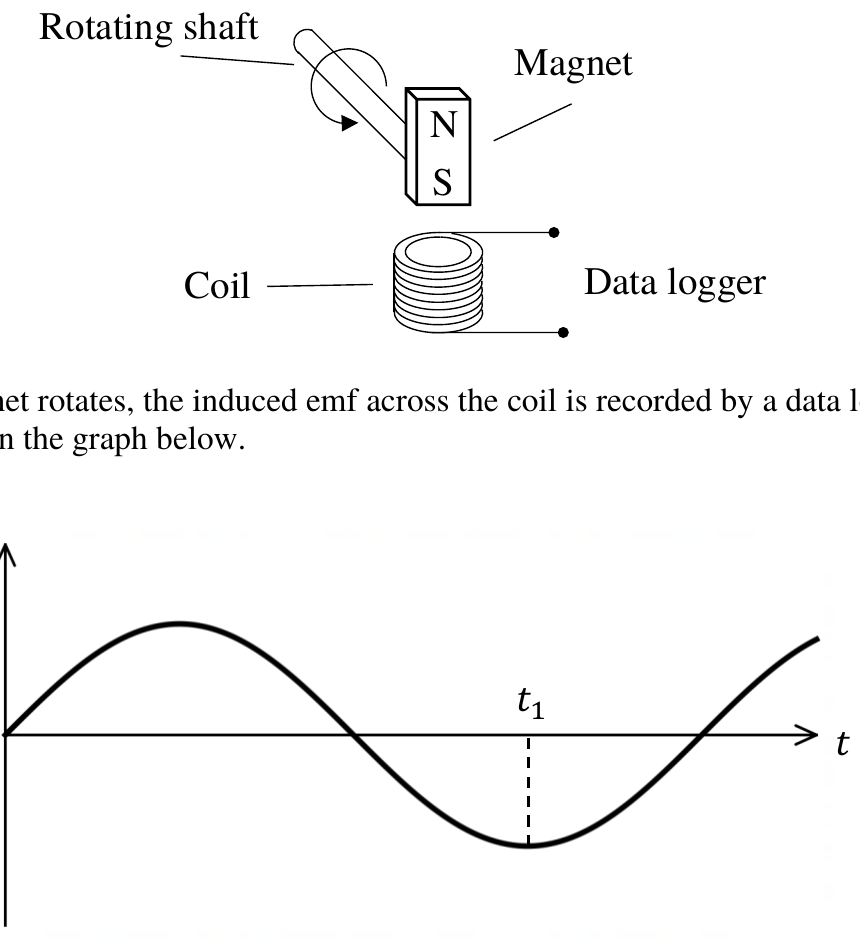 Rotating shaft
Magnet
N
S
Coil
Data logger
rotates, the induced emf across the coil is recorded by a data
the graph below.
t₁
t